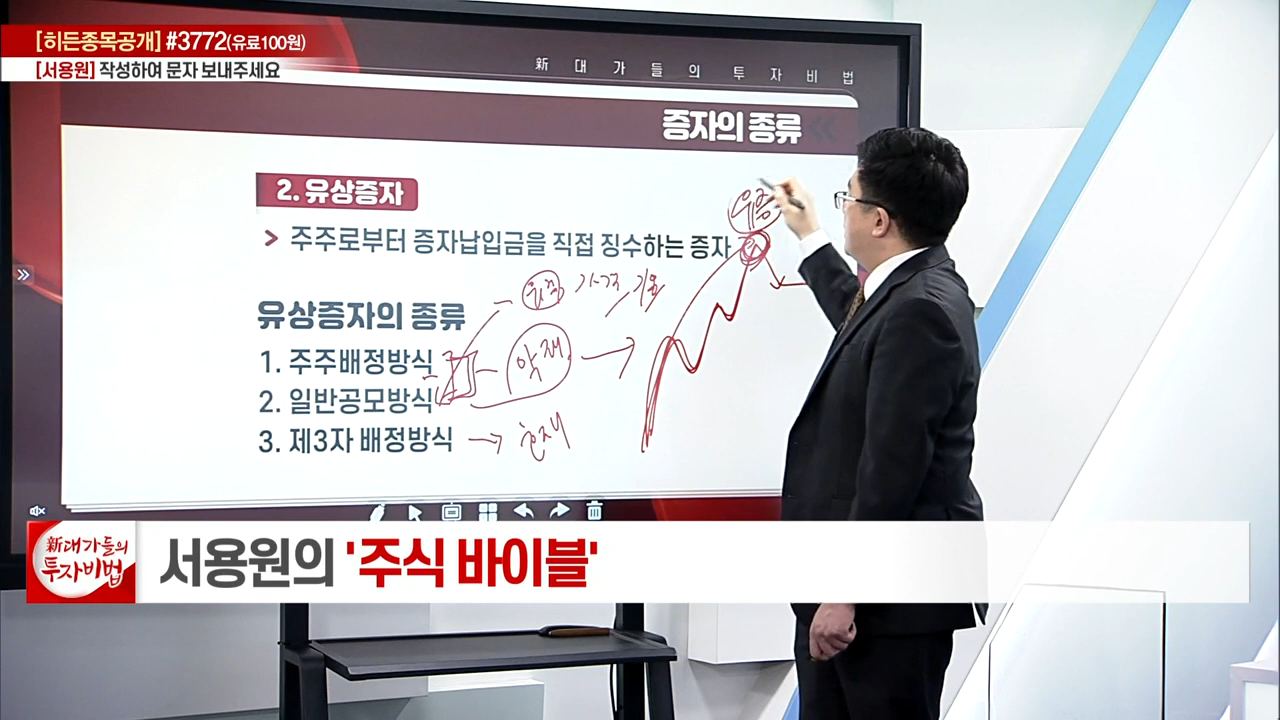 [히든종목공개] #3772(유료100원)
[서용원] 작성하여 문자 보내주세요
新 대 가 들 의 투 자 비 법
증자의 종류
2. 유상증자
주주로부터 증자납입금을 직접 징수하는 증자
유증
유상증자의 종류
1. 주주배정방식
악재
2. 일반공모방식
3. 제3자 배정방식
新대가들의
투자비법
서용원의 '주식 바이블'